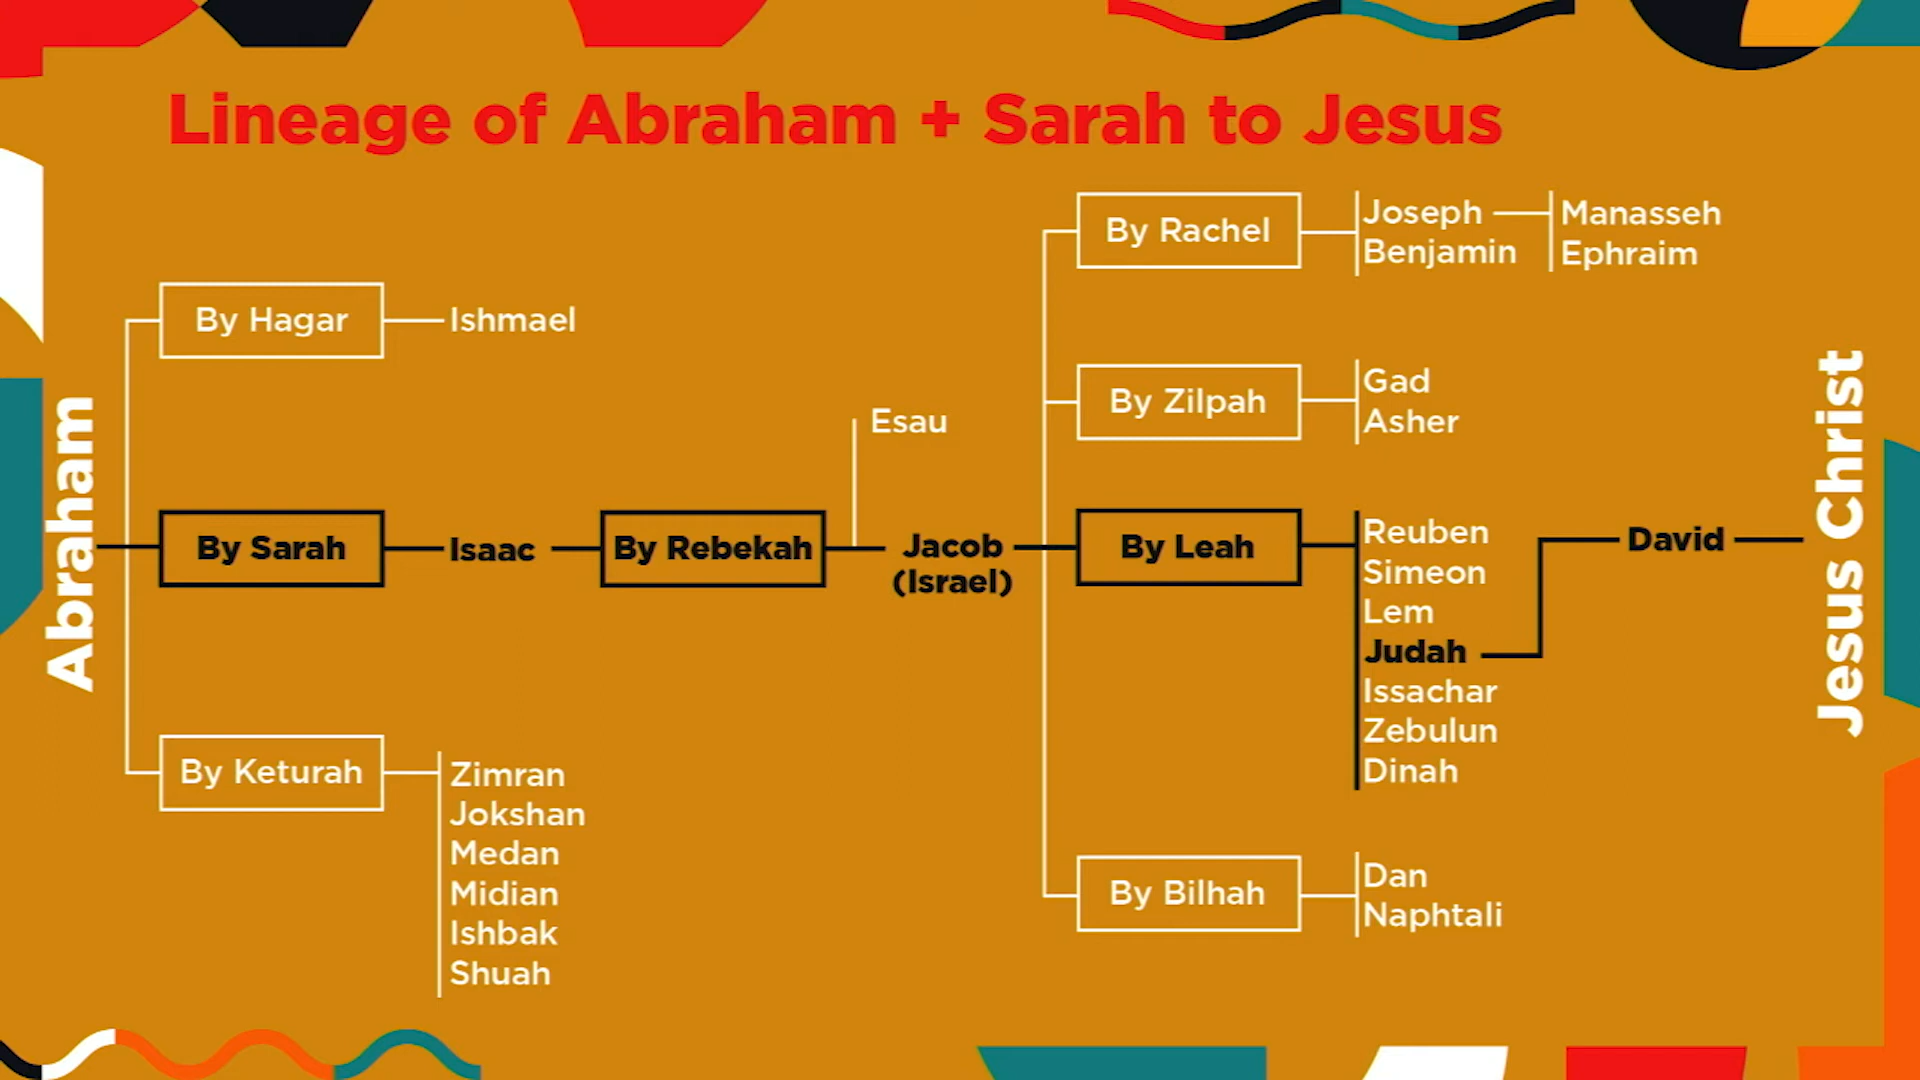 Lineage of Abraham + Sarah to Jesus
Abraham
By Hagar
Ishmael
By Sarah
Isaac
By Rebekah
Esau
Jacob
(Israel)
By Keturah
Zimran
Jokshan
Medan
Midian
Ishbak
Shuah
By Rachel
Joseph
Benjamin
Manasseh
Ephraim
By Zilpah
Gad
Asher
By Leah
Reuben
Simeon
Lem
Judah
Issachar
Zebulun
Dinah
David
By Bilhah
Dan
Naphtali
Jesus Christ